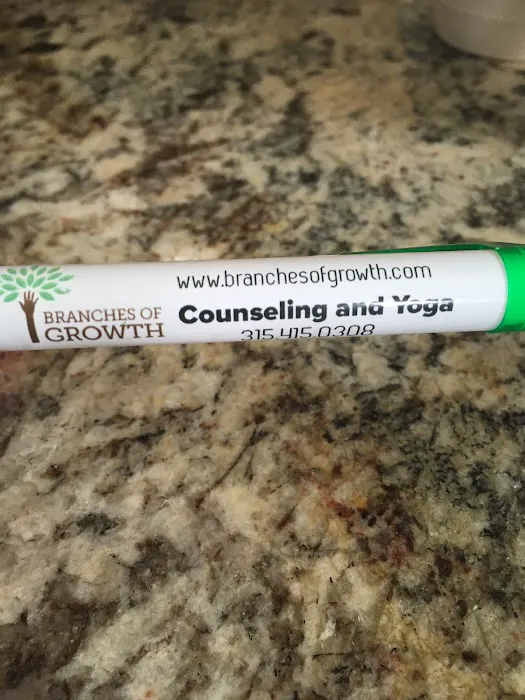 www.branchesofgrowth.com
BRANCHES OF
GROWTH
Counseling and Yoga
315.415.0308